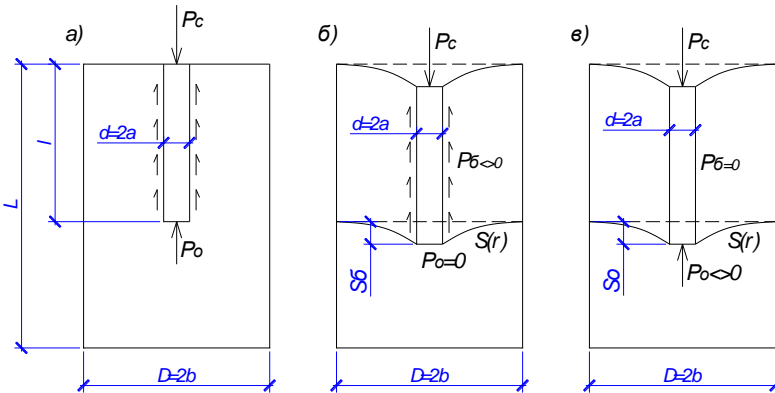 а)
Pc
d=2a
l
L
Po
D=2b
б)
Pc
d=2a
Pб<>0
S(r)
Sб
Po=0
D=2b
в)
Pc
d=2a
Pб=0
S(r)
So
Po<>0
D=2b